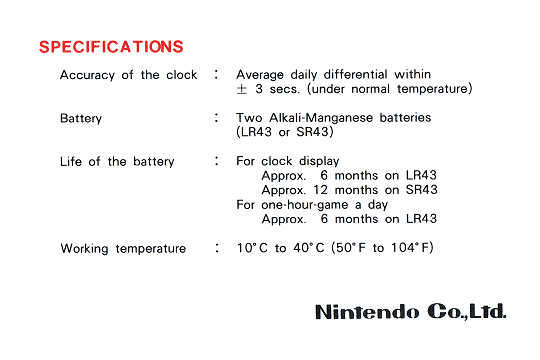 SPECIFICATIONS
Accuracy of the clock : Average daily differential within
± 3 secs. (under normal temperature)
Battery : Two Alkali-Manganese batteries
(LR43 or SR43)
Life of the battery : For clock display
Approx. 6 months on LR43
Approx. 12 months on SR43
For one-hour-game a day
Approx. 6 months on LR43
Working temperature : 10°C to 40°C (50°F to 104°F)
Nintendo Co.,Ltd.